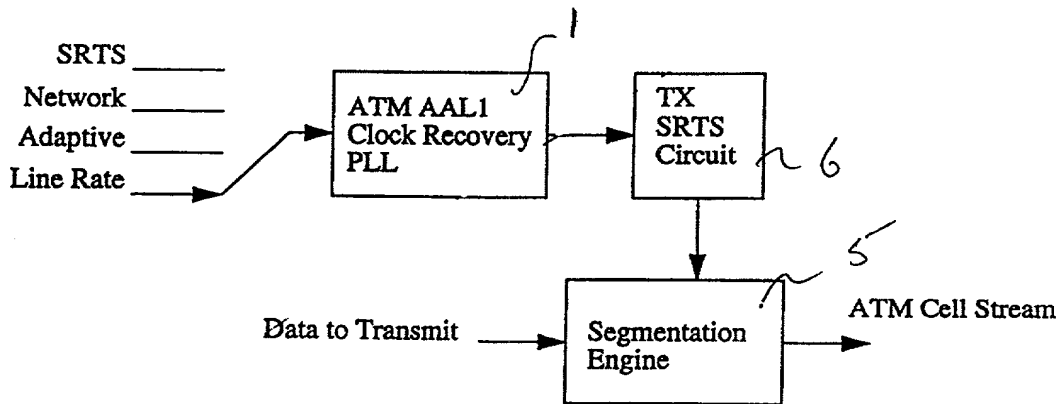 SRTS
Network
Adaptive
Line Rate
1
ATM AAL1
Clock Recovery
PLL
TX
SRTS
Circuit
6
5
Data to Transmit
Segmentation
Engine
ATM Cell Stream